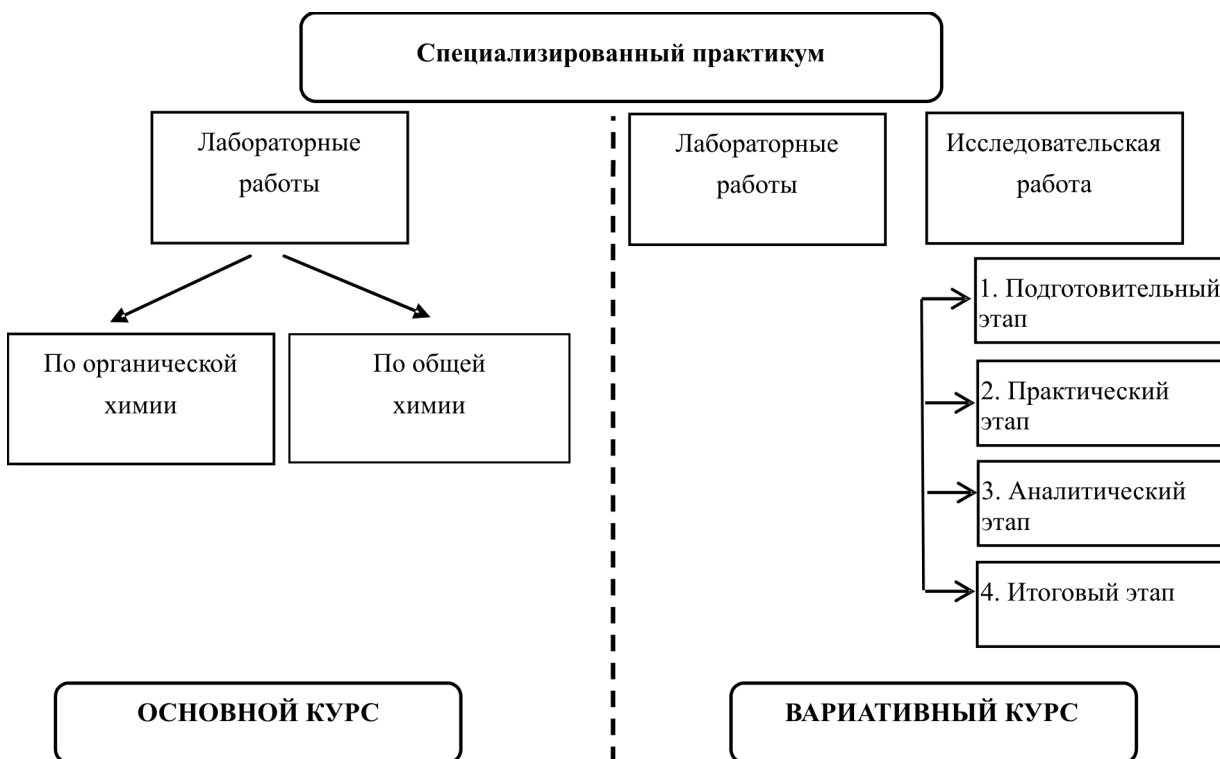 Специализированный практикум
Лабораторные
работы
Лабораторные
работы
Исследовательская
работа
По органической
химии
По общей
химии
1. Подготовительный
этап
2. Практический
этап
3. Аналитический
этап
4. Итоговый этап
ОСНОВНОЙ КУРС
ВАРИАТИВНЫЙ КУРС